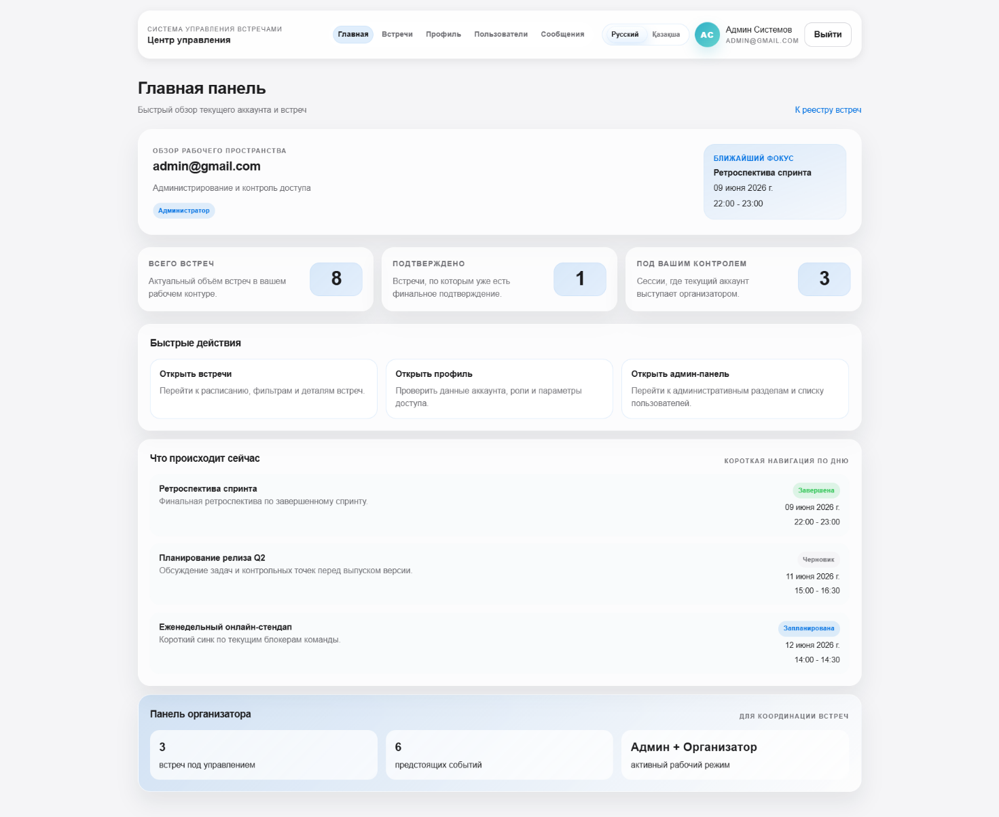 СИСТЕМА УПРАВЛЕНИЯ ВСТРЕЧАМИ
Центр управления
Главная
Встречи
Профиль
Пользователи
Сообщения
Русский
Қазақша
АС
Админ Системов
ADMIN@GMAIL.COM
Выйти
Главная панель
Быстрый обзор текущего аккаунта и встреч
К реестру встреч
ОБЗОР РАБОЧЕГО ПРОСТРАНСТВА
admin@gmail.com
Администрирование и контроль доступа
Администратор
БЛИЖАЙШИЙ ФОКУС
Ретроспектива спринта
09 июня 2026 г.
22:00 - 23:00
ВСЕГО ВСТРЕЧ
Актуальный объём встреч в вашем
рабочем контуре.
8
ПОДТВЕРЖДЕНО
Встречи, по которым уже есть
финальное подтверждение.
1
ПОД ВАШИМ КОНТРОЛЕМ
Сессии, где текущий аккаунт
выступает организатором.
3
Быстрые действия
Открыть встречи
Перейти к расписанию, фильтрам и деталям встреч.
Открыть профиль
Проверить данные аккаунта, роли и параметры
доступа.
Открыть админ-панель
Перейти к административным разделам и списку
пользователей.
Что происходит сейчас
КОРОТКАЯ НАВИГАЦИЯ ПО ДНЮ
Ретроспектива спринта
Финальная ретроспектива по завершенному спринту.
Завершена
09 июня 2026 г.
22:00 - 23:00
Планирование релиза Q2
Обсуждение задач и контрольных точек перед выпуском версии.
Черновик
11 июня 2026 г.
15:00 - 16:30
Еженедельный онлайн-стендап
Короткий синк по текущим блокерам команды.
Запланирована
12 июня 2026 г.
14:00 - 14:30
Панель организатора
ДЛЯ КООРДИНАЦИИ ВСТРЕЧ
3
встреч под управлением
6
предстоящих событий
Админ + Организатор
активный рабочий режим